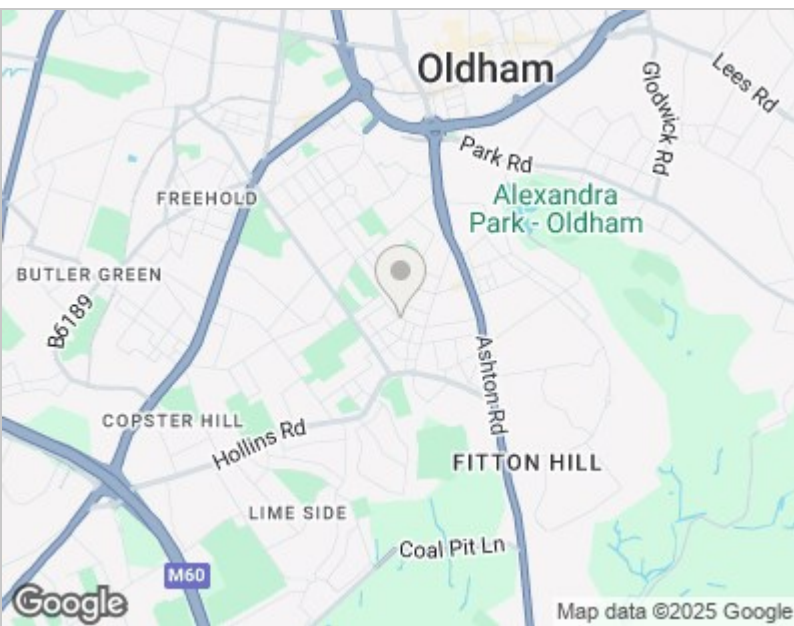 Oldham
Lees Rd
Glodwick Rd
Park Rd
FREEHOLD
Alexandra
Park - Oldham
BUTLER GREEN
B6189
Ashton Rd
COPSTER HILL
Hollins Rd
FITTON HILL
LIME SIDE
Coal Pit Ln
M60
Google
Map data ©2025 Google